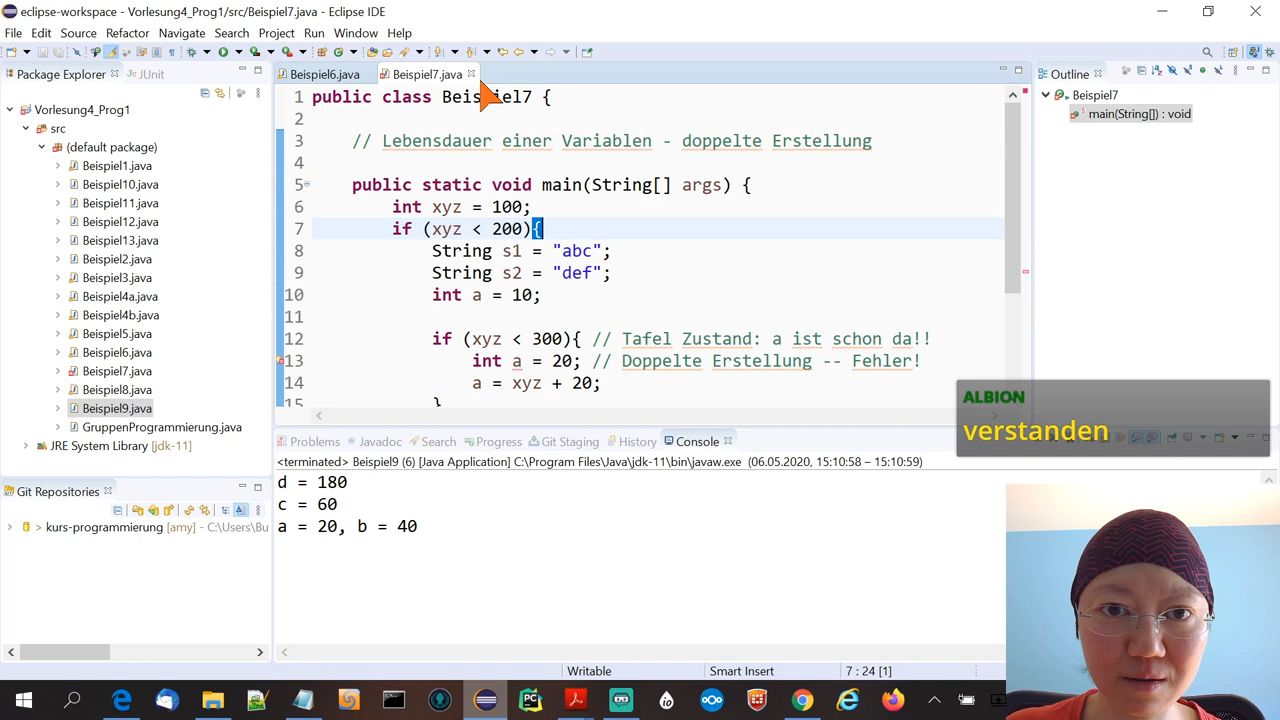 eclipse-workspace - Vorlesung4_Prog1/src/Beispiel7.java - Eclipse IDE
File Edit Source Refactor Navigate Search Project Run Window Help
Package Explorer JUnit
Beispiel6.java Beispiel7.java
Outline
Vorlesung4_Prog1
src
(default package)
Beispiel1.java
Beispiel10.java
Beispiel11.java
Beispiel12.java
Beispiel13.java
Beispiel2.java
Beispiel3.java
Beispiel4a.java
Beispiel4b.java
Beispiel5.java
Beispiel6.java
Beispiel7.java
Beispiel8.java
Beispiel9.java
GruppenProgrammierung.java
JRE System Library [jdk-11]
1 public class Beispiel7 {
2
3 // Lebensdauer einer Variablen - doppelte Erstellung
4
5 public static void main(String[] args) {
6 int xyz = 100;
7 if (xyz < 200){
8 String s1 = "abc";
9 String s2 = "def";
10 int a = 10;
11
12 if (xyz < 300){ // Tafel Zustand: a ist schon da!!
13 int a = 20; // Doppelte Erstellung -- Fehler!
14 a = xyz + 20;
15 }
Beispiel7
main(String[]) : void
ALBION
verstanden
Git Repositories
kurs-programmierung [amy] - C:\Users\Bu
Problems Javadoc Search Progress Git Staging History Console
<terminated> Beispiel9 (6) [Java Application] C:\Program Files\Java\jdk-11\bin\javaw.exe (06.05.2020, 15:10:58 – 15:10:59)
d = 180
c = 60
a = 20, b = 40
Writable Smart Insert 7 : 24 [1]